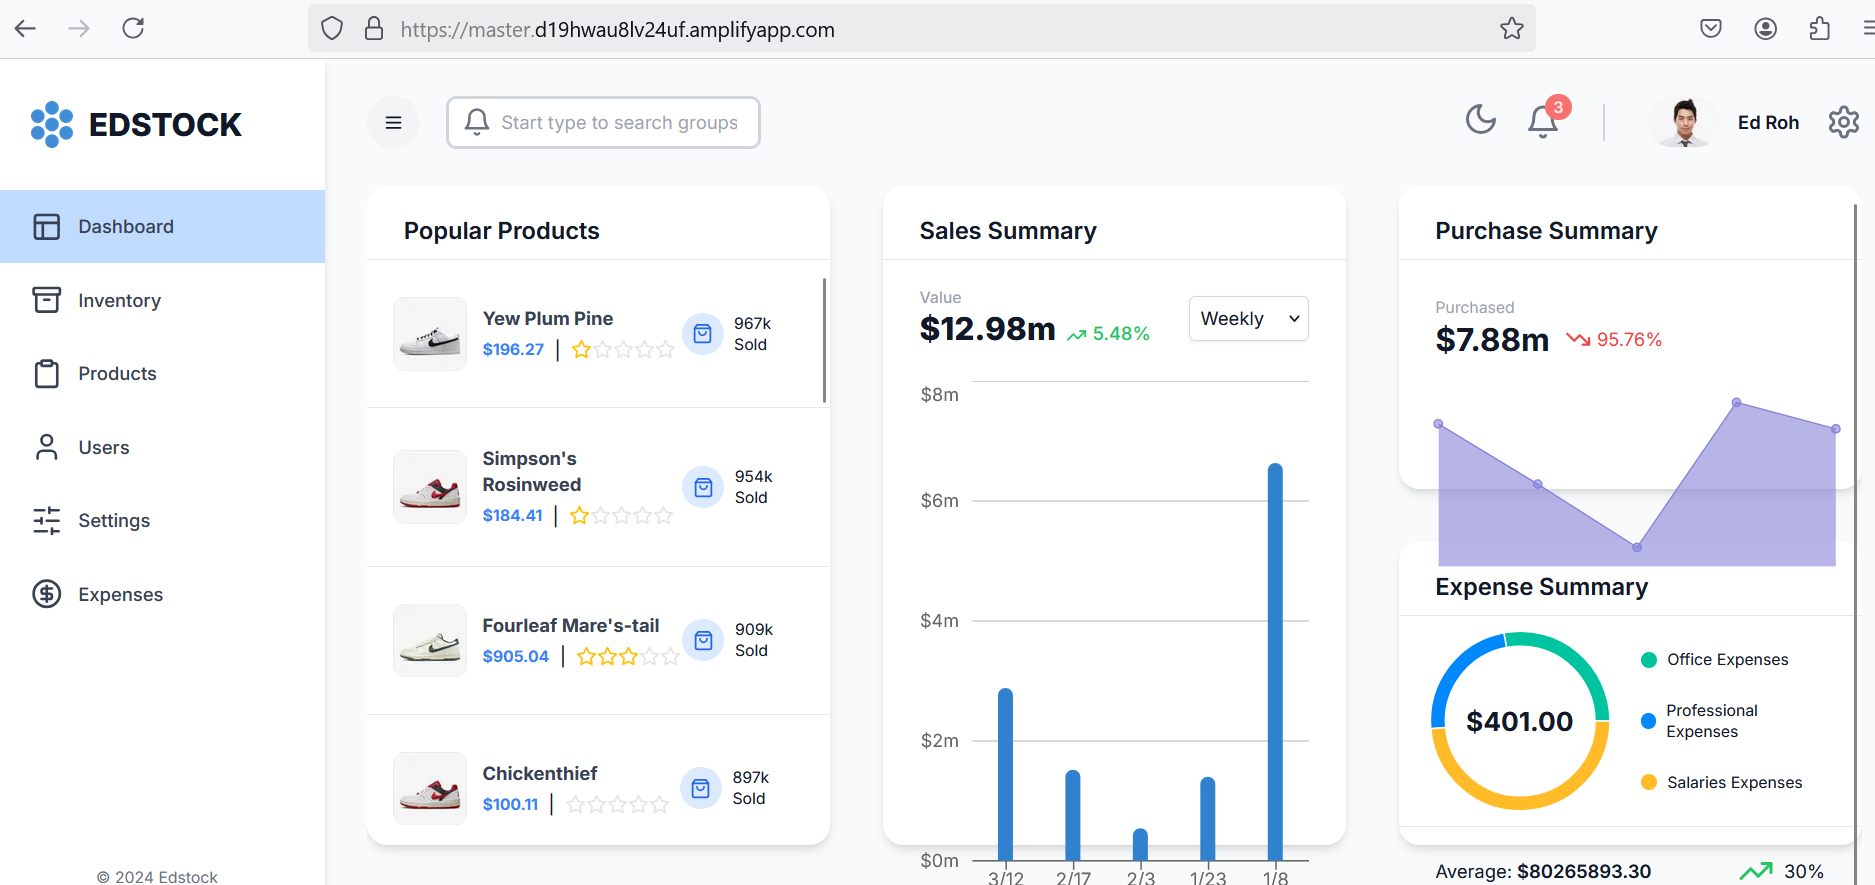 https://master.d19hwau8lv24uf.amplifyapp.com
EDSTOCK
Start type to search groups
3
Ed Roh
Dashboard
Inventory
Products
Users
Settings
Expenses
© 2024 Edstock
Popular Products
Yew Plum Pine
$196.27 |
967k
Sold
Simpson's
Rosinweed
$184.41 |
954k
Sold
Fourleaf Mare's-tail
$905.04 |
909k
Sold
Chickenthief
$100.11 |
897k
Sold
Sales Summary
Value
$12.98m 5.48%
Weekly
$8m
$6m
$4m
$2m
$0m
3/12 2/17 2/3 1/23 1/8
Purchase Summary
Purchased
$7.88m 95.76%
Expense Summary
$401.00
Office Expenses
Professional
Expenses
Salaries Expenses
Average: $80265893.30 30%